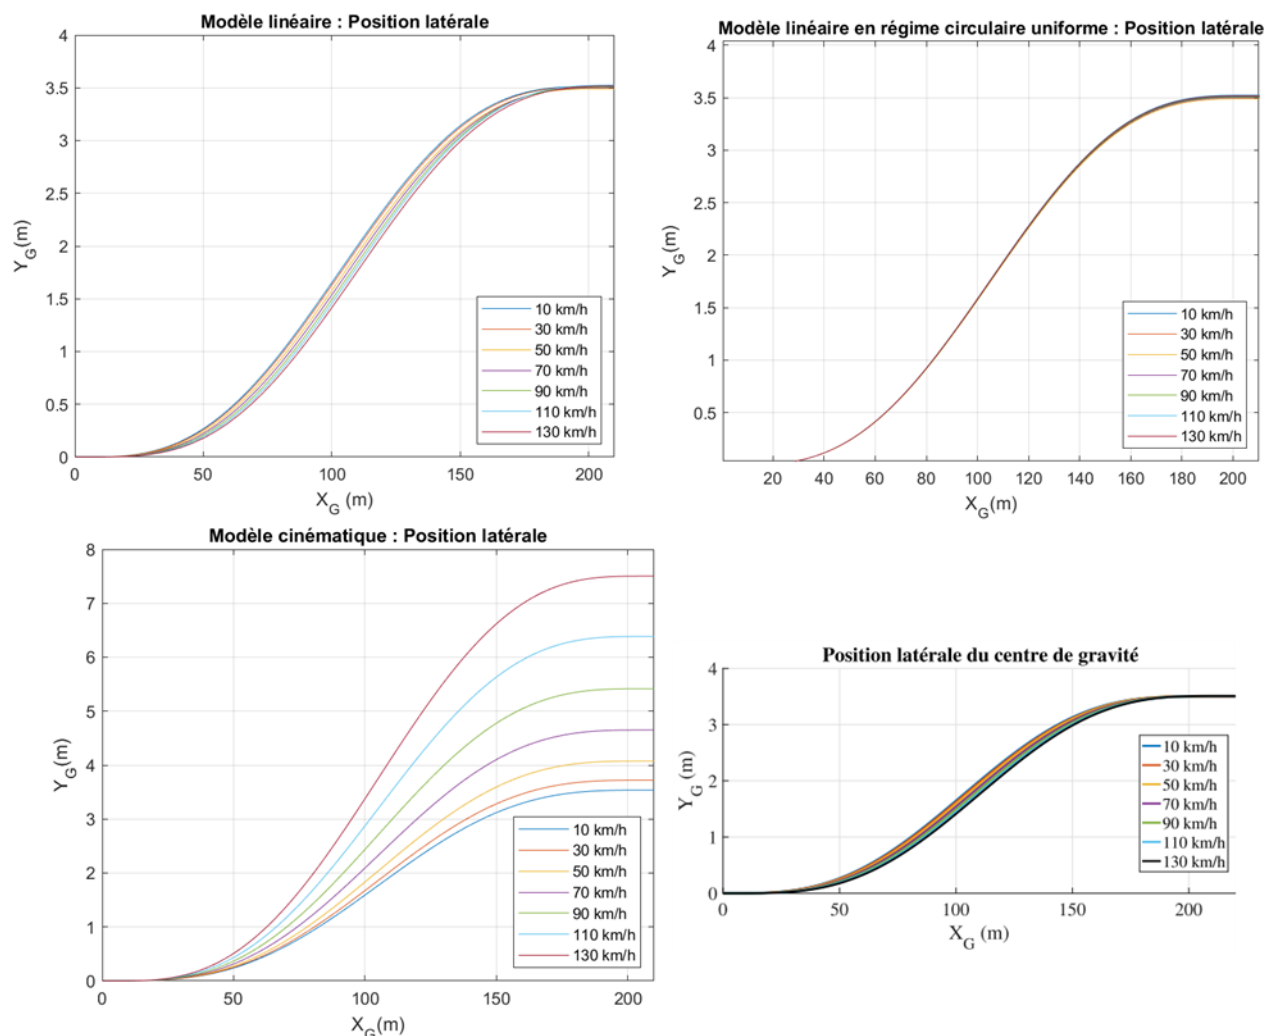 Modèle linéaire : Position latérale
4
3.5
3
2.5
2
1.5
1
0.5
0
Y_G(m)
0 50 100 150 200
X_G (m)
10 km/h
30 km/h
50 km/h
70 km/h
90 km/h
110 km/h
130 km/h
Modèle linéaire en régime circulaire uniforme : Position latérale
4
3.5
3
2.5
2
1.5
1
0.5
Y_G(m)
20 40 60 80 100 120 140 160 180 200
X_G(m)
10 km/h
30 km/h
50 km/h
70 km/h
90 km/h
110 km/h
130 km/h
Modèle cinématique : Position latérale
8
7
6
5
4
3
2
1
0
Y_G(m)
0 50 100 150 200
X_G(m)
10 km/h
30 km/h
50 km/h
70 km/h
90 km/h
110 km/h
130 km/h
Position latérale du centre de gravité
4
3
2
1
0
Y_G (m)
0 50 100 150 200
X_G (m)
10 km/h
30 km/h
50 km/h
70 km/h
90 km/h
110 km/h
130 km/h